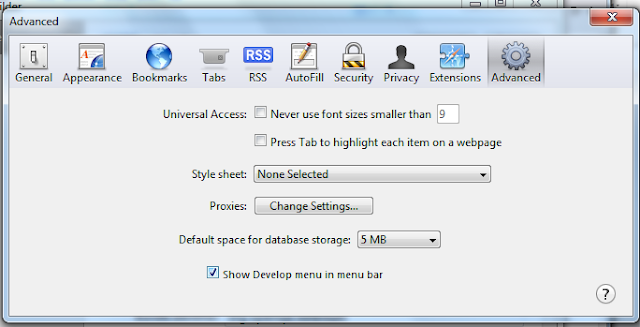 ilder
Advanced
RSS
General Appearance Bookmarks Tabs RSS AutoFill Security Privacy Extensions Advanced
Universal Access: Never use font sizes smaller than 9
Press Tab to highlight each item on a webpage
Style sheet: None Selected
Proxies: Change Settings...
Default space for database storage: 5 MB
Show Develop menu in menu bar
?